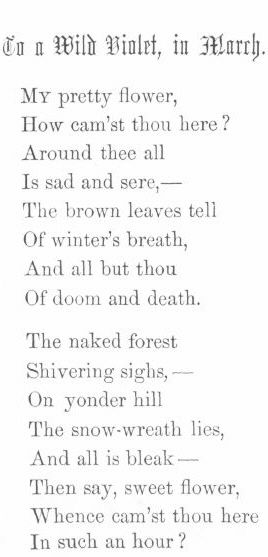 To a Wild Violet, in March.
My pretty flower,
How cam'st thou here?
Around thee all
Is sad and sere,—
The brown leaves tell
Of winter's breath,
And all but thou
Of doom and death.
The naked forest
Shivering sighs,—
On yonder hill
The snow-wreath lies,
And all is bleak—
Then say, sweet flower,
Whence cam'st thou here
In such an hour?